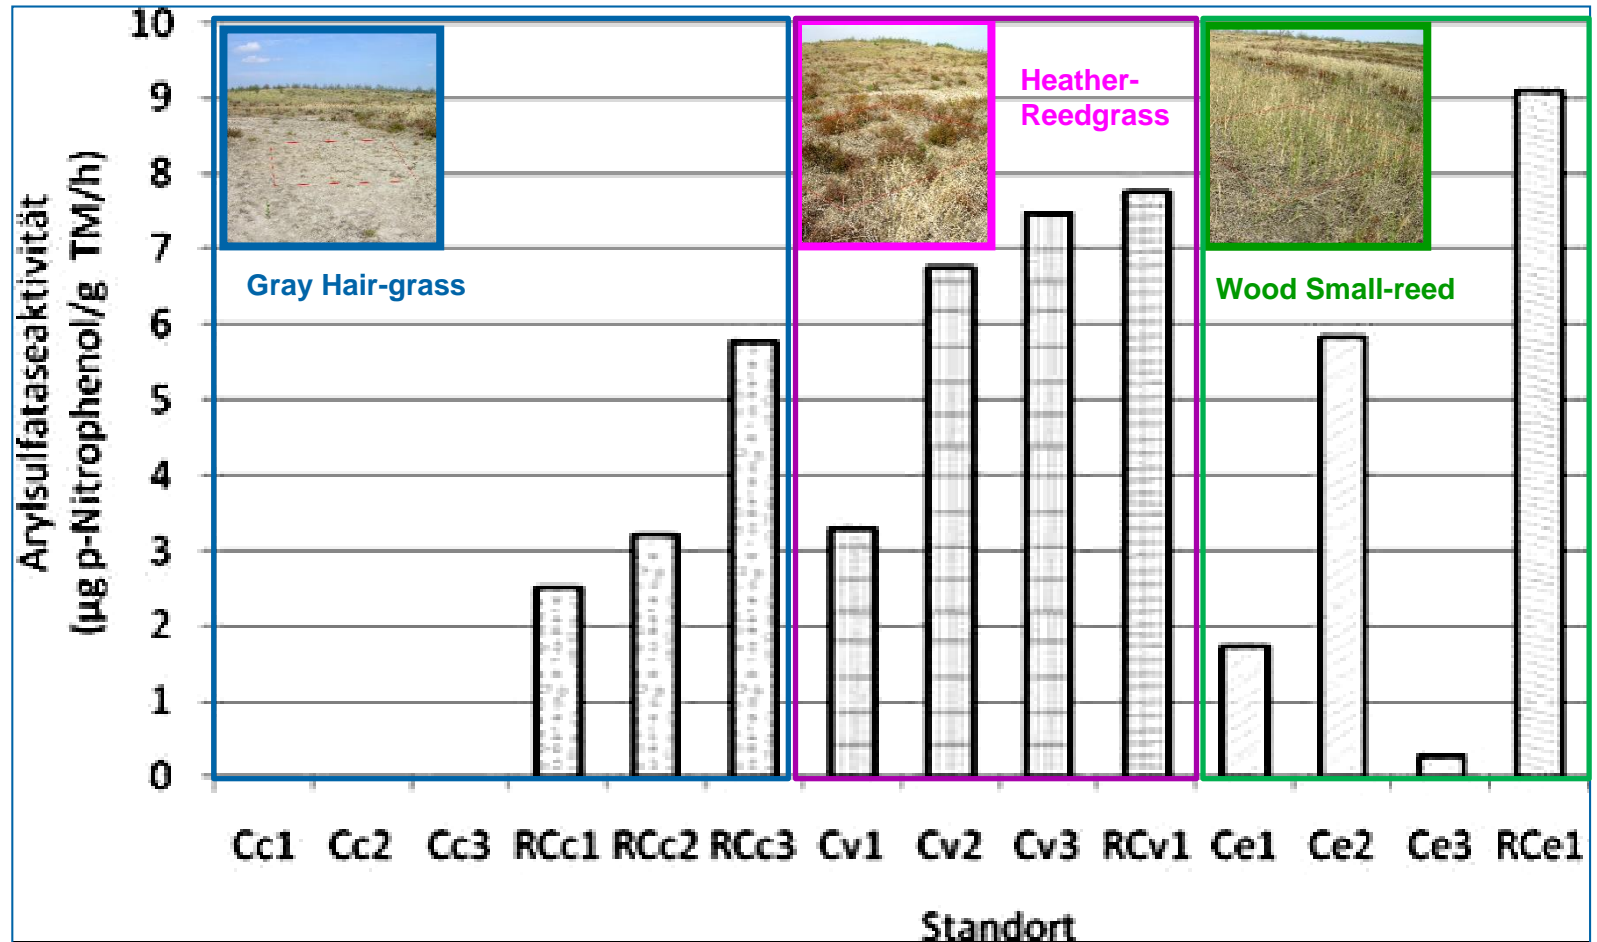 Arylsulfataseaktivität
(µg p-Nitrophenol/g TM/h)
10
9
8
7
6
5
4
3
2
1
0
Gray Hair-grass
Heather-
Reedgrass
Wood Small-reed
Cc1 Cc2 Cc3 RCc1 RCc2 RCc3 Cv1 Cv2 Cv3 RCv1 Ce1 Ce2 Ce3 RCe1
Standort